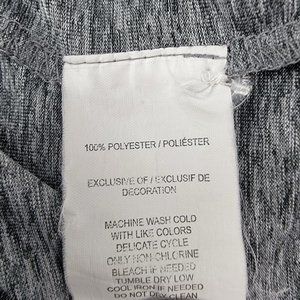 100% POLYESTER / POLIÉSTER
EXCLUSIVE OF / EXCLUSIF DE
DECORATION
MACHINE WASH COLD
WITH LIKE COLORS
DELICATE CYCLE
ONLY NON-CHLORINE
BLEACH IF NEEDED
TUMBLE DRY LOW
COOL IRON IF NEEDED
DO NOT DRY CLEAN